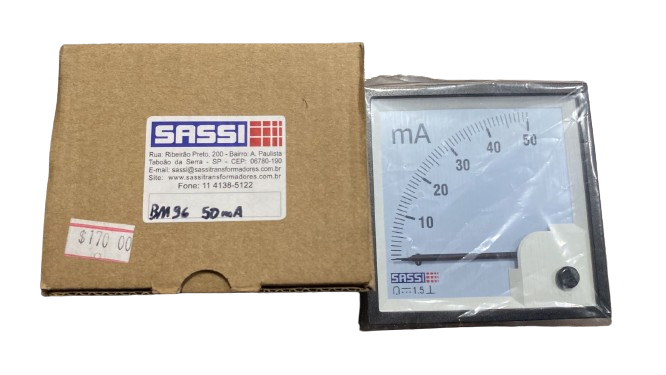 SASSI
Rua: Ribeirão Preto, 200 - Bairro: A. Paulista
Taboão da Serra - SP - CEP: 06780-190
E-mail: sassi@sassitransformadores.com.br
Site: www.sassitransformadores.com.br
Fone: 11 4138-5122
BM96 50mA
$170 00
mA
50
40
30
20
10
SASSI
1.5